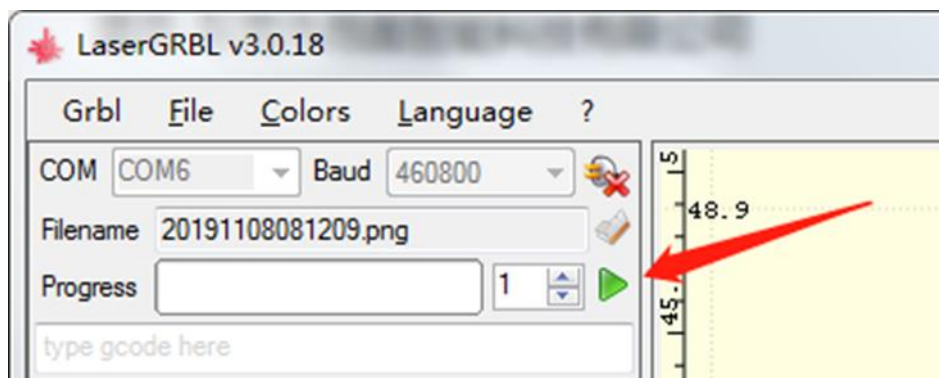 LaserGRBL v3.0.18
Grbl File Colors Language ?
COM COM6 Baud 460800
Filename 20191108081209.png
Progress 1
type gcode here
48.9
45.